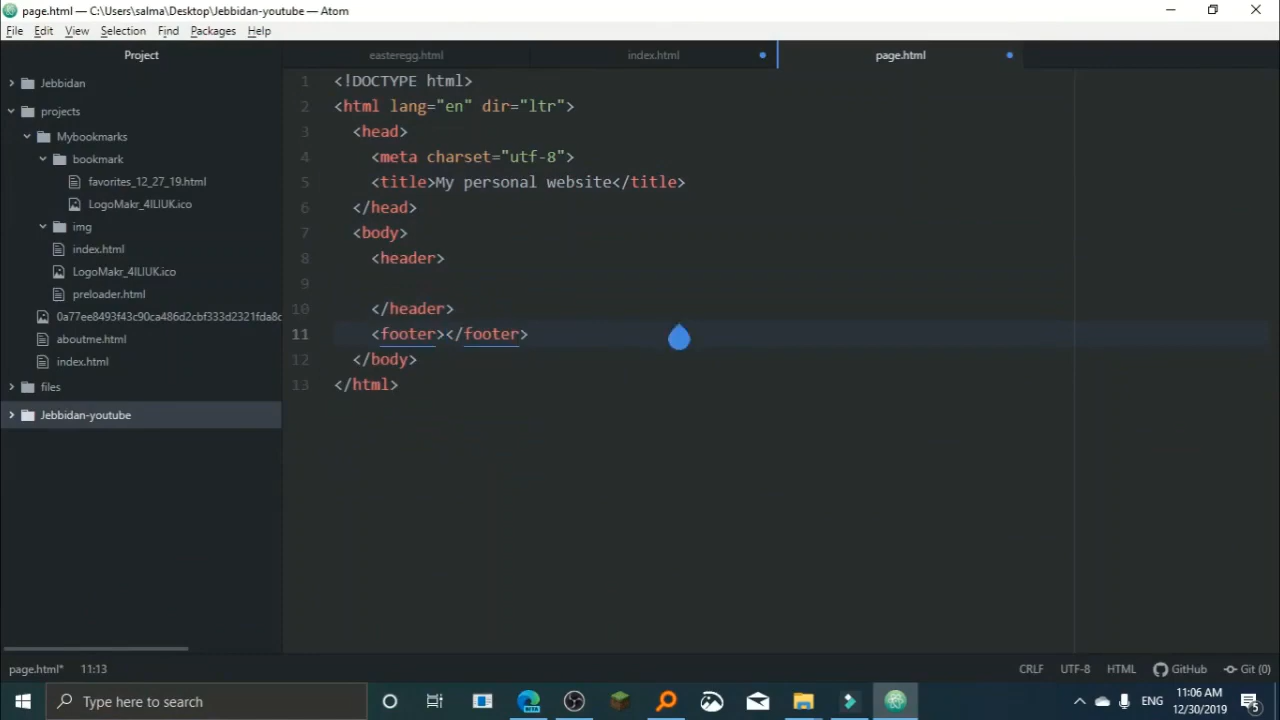 page.html — C:\Users\salma\Desktop\Jebbidan-youtube — Atom
File Edit View Selection Find Packages Help
Project
easteregg.html
index.html
page.html
Jebbidan
projects
Mybookmarks
bookmark
favorites_12_27_19.html
LogoMakr_4ILIUK.ico
img
index.html
LogoMakr_4ILIUK.ico
preloader.html
0a77ee8493f43c90ca486d2cbf333d2321fda8c
aboutme.html
index.html
files
Jebbidan-youtube
1 <!DOCTYPE html>
2 <html lang="en" dir="ltr">
3 <head>
4 <meta charset="utf-8">
5 <title>My personal website</title>
6 </head>
7 <body>
8 <header>
9
10 </header>
11 <footer></footer>
12 </body>
13 </html>
page.html* 11:13
CRLF UTF-8 HTML GitHub Git (0)
Type here to search
BETA
ENG
11:06 AM
12/30/2019
5